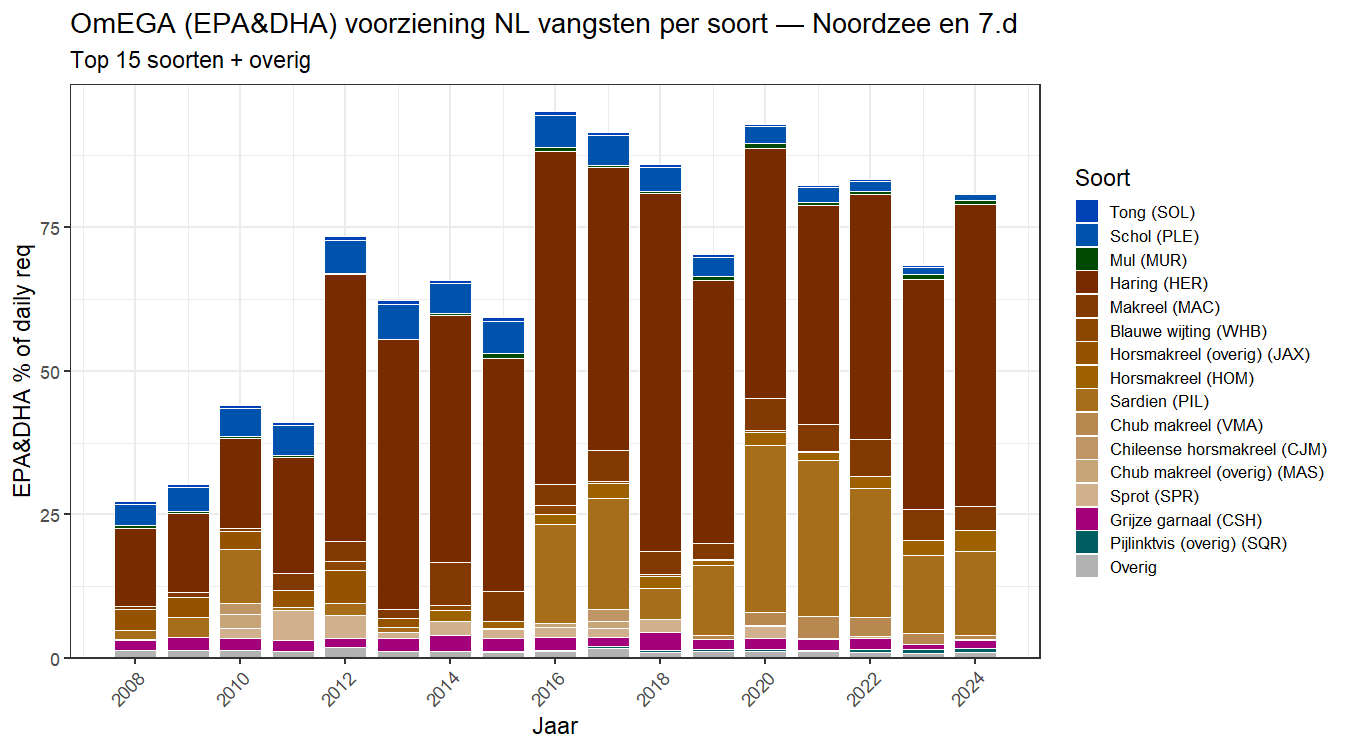 OmEGA (EPA&DHA) voorziening NL vangsten per soort — Noordzee en 7.d
Top 15 soorten + overig
EPA&DHA % of daily req
75
50
25
0
2008
2010
2012
2014
2016
2018
2020
2022
2024
Jaar
Soort
Tong (SOL)
Schol (PLE)
Mul (MUR)
Haring (HER)
Makreel (MAC)
Blauwe wijting (WHB)
Horsmakreel (overig) (JAX)
Horsmakreel (HOM)
Sardien (PIL)
Chub makreel (VMA)
Chileense horsmakreel (CJM)
Chub makreel (overig) (MAS)
Sprot (SPR)
Grijze garnaal (CSH)
Pijlinktvis (overig) (SQR)
Overig